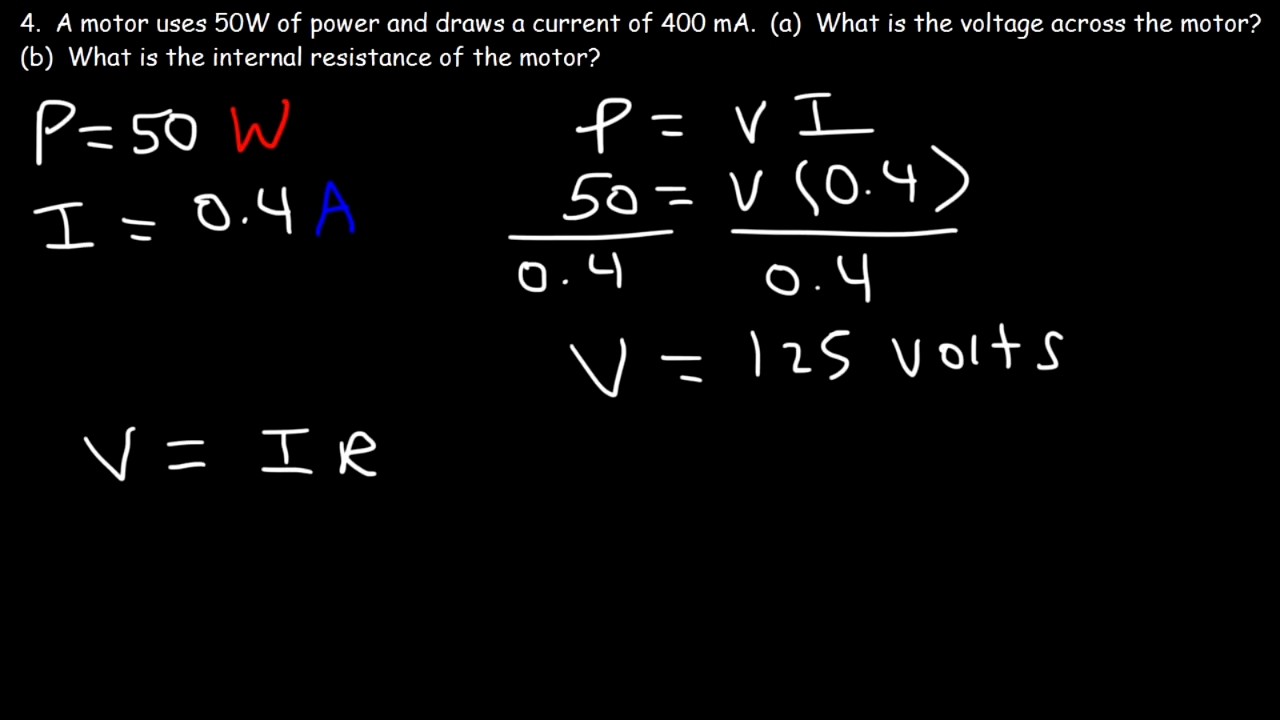 4. A motor uses 50W of power and draws a current of 400 mA. (a) What is the voltage across the motor?
(b) What is the internal resistance of the motor?
P = 50 W
I = 0.4 A
P = V I
50 = V (0.4)
0.4 0.4
V = 125 volts
V = I R